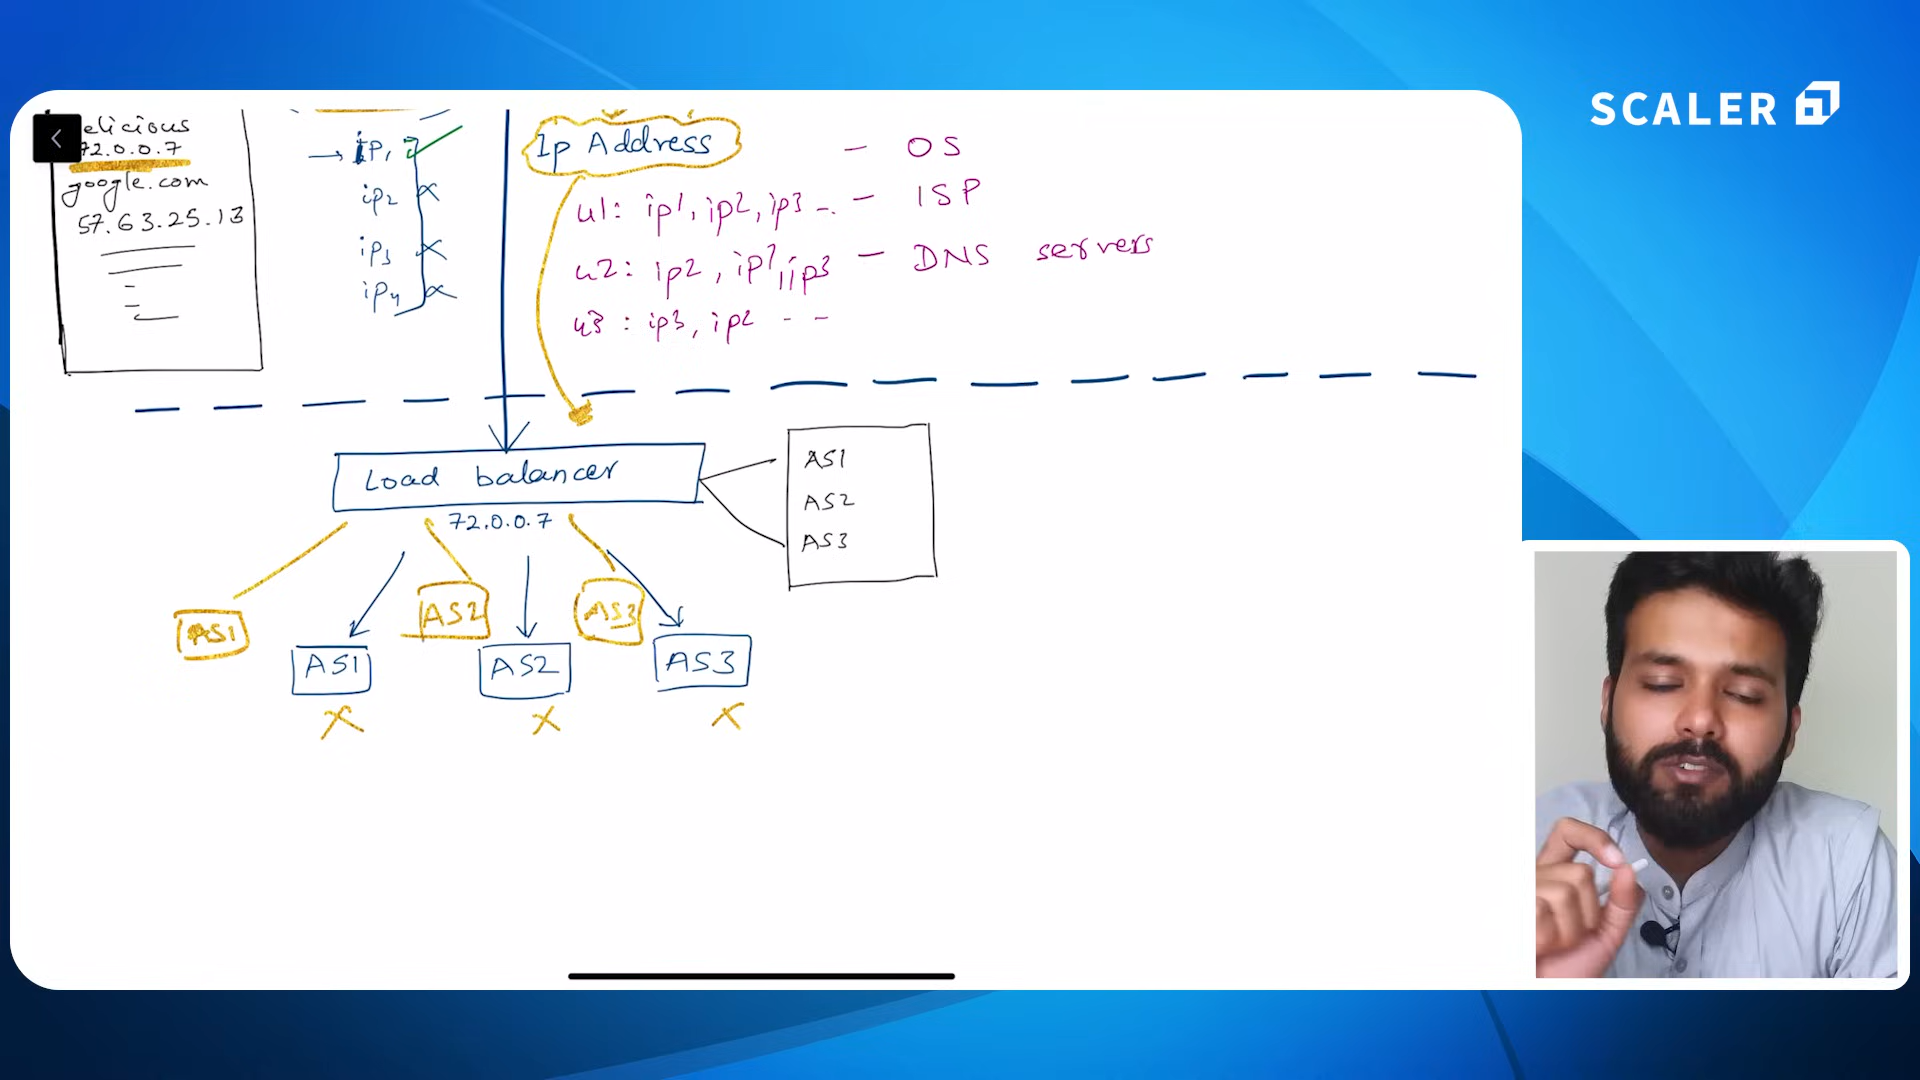 SCALER
elicious
72.0.0.7
google.com
57.63.25.13
ip1
ip2
ip3
ip4
Ip Address
u1: ip1, ip2, ip3 - -
u2: ip2, ip1, ip3
u3: ip3, ip2 - -
- OS
- ISP
- DNS servers
Load balancer
72.0.0.7
AS1
AS2
AS3
AS1
AS2
AS3
AS1
AS2
AS3
x
x
x